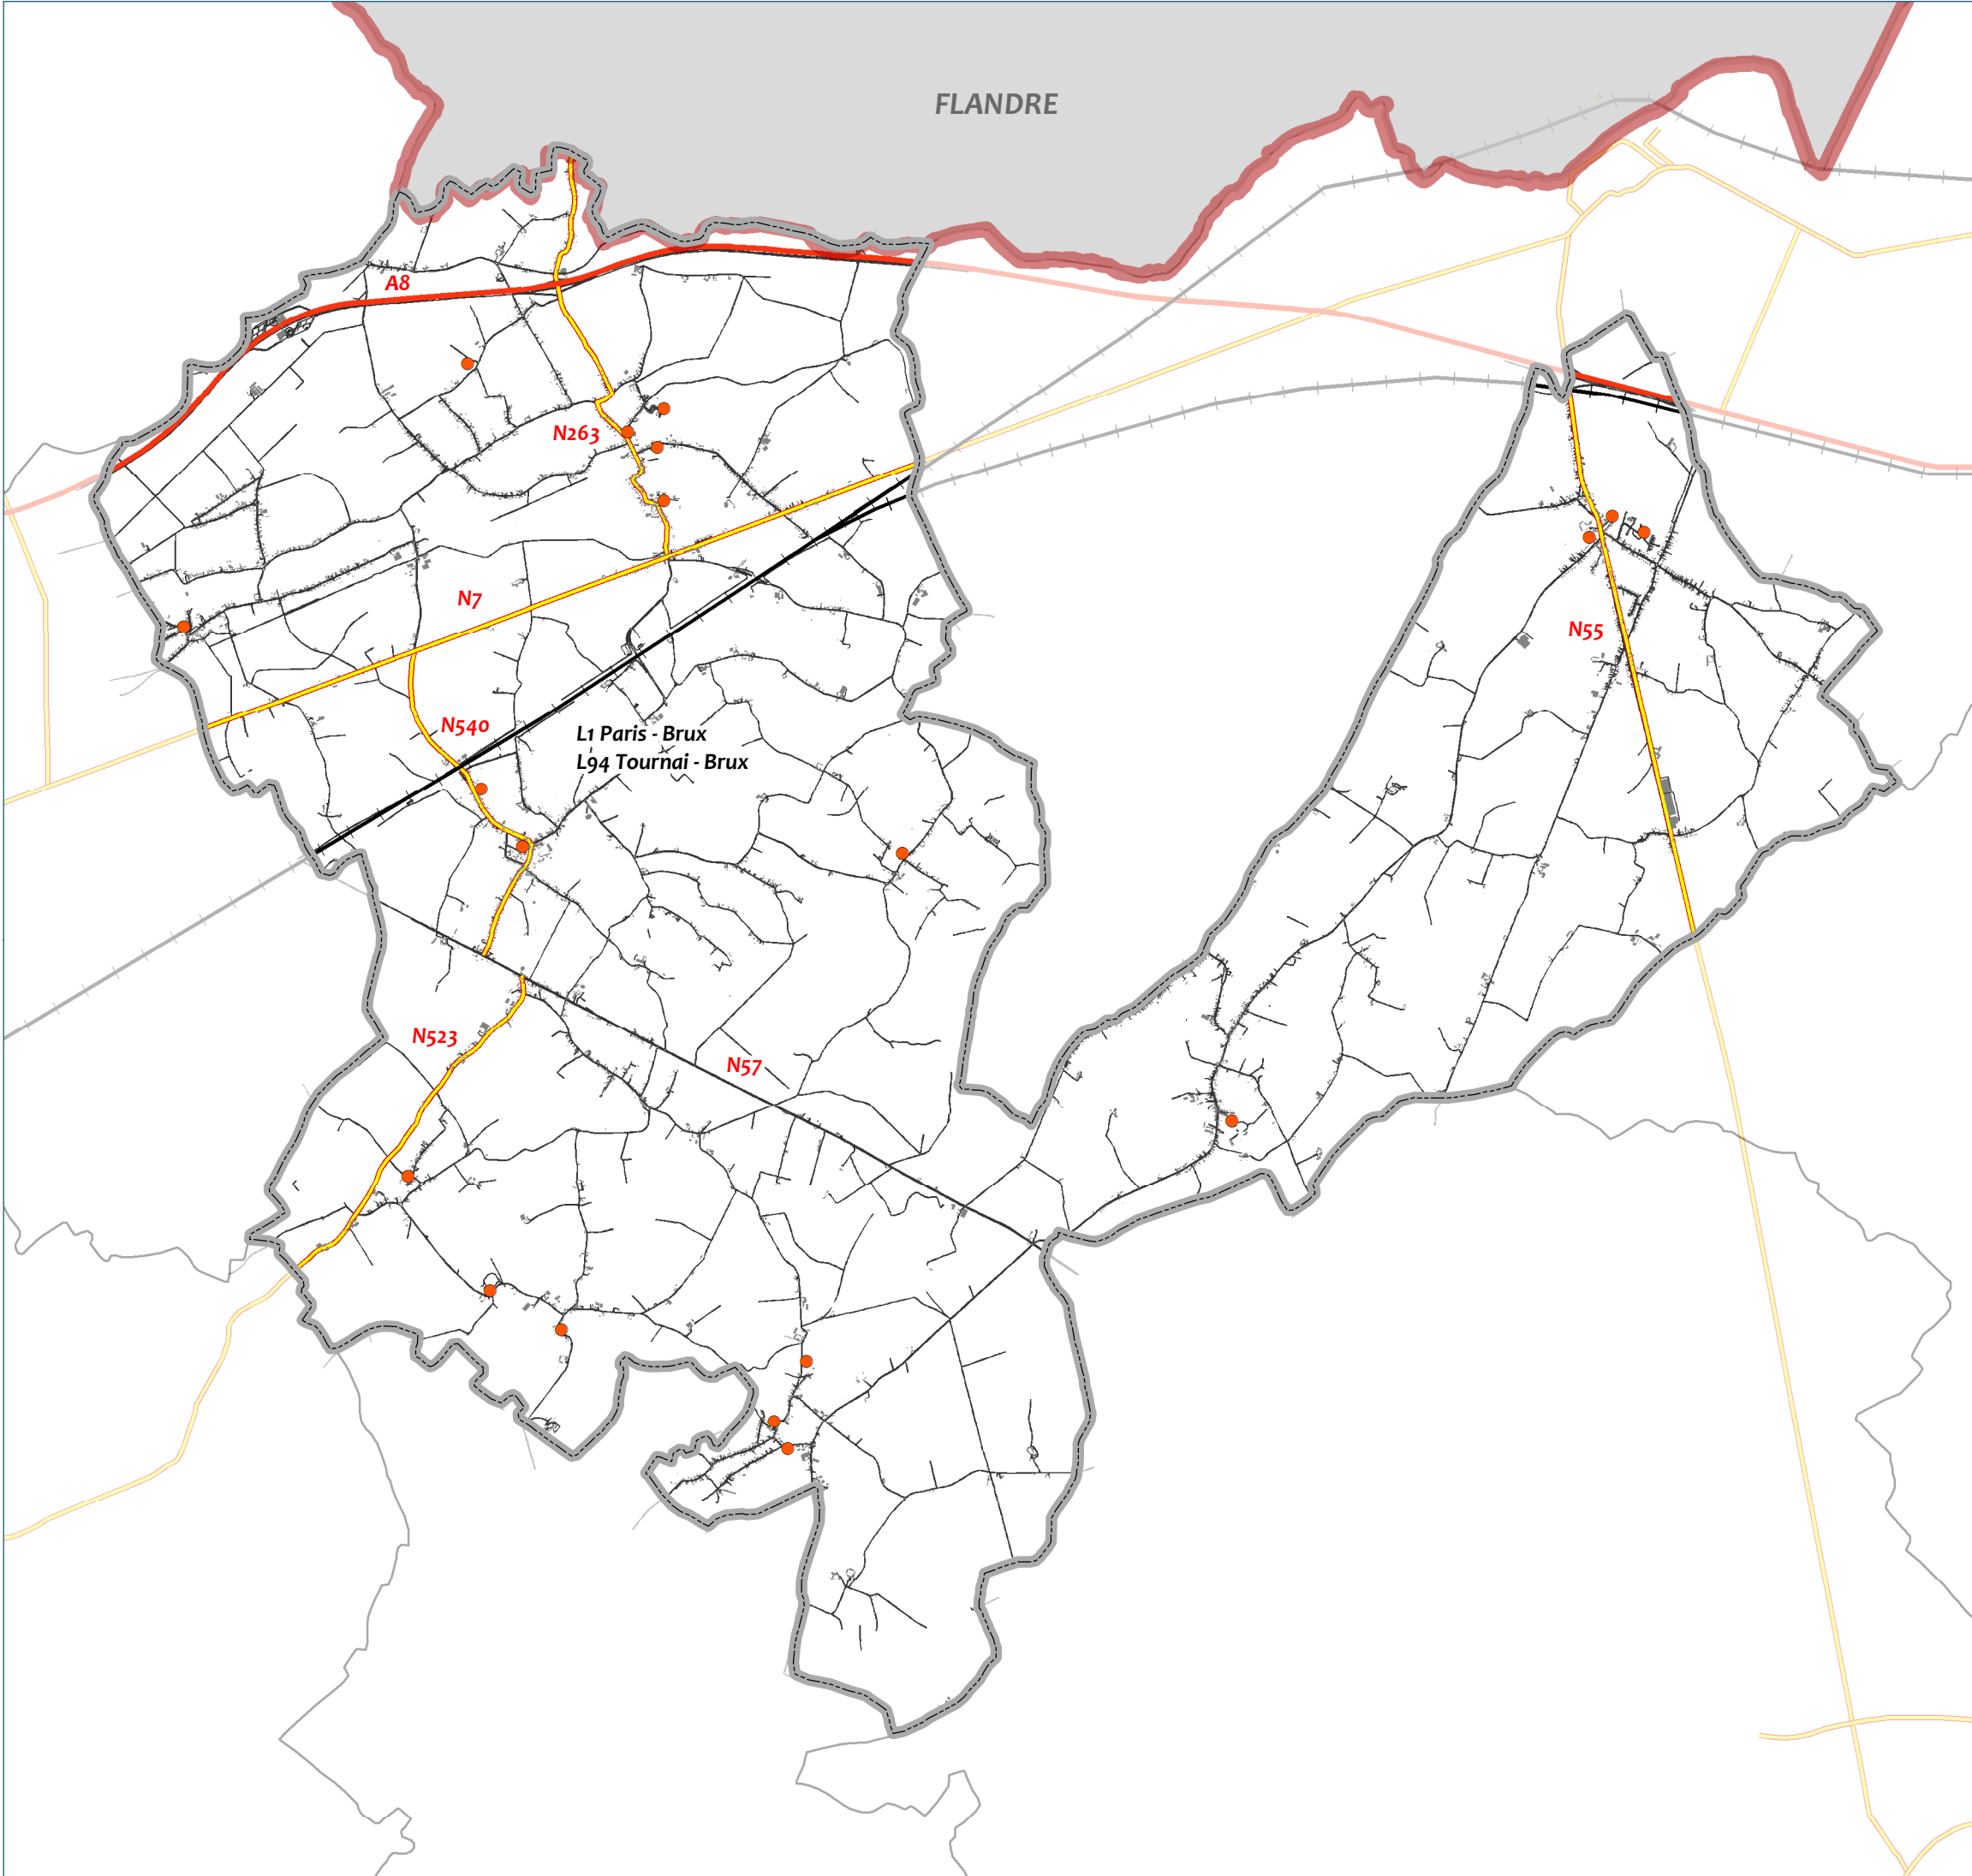 FLANDRE
A8
N263
N7
N55
N540
L1 Paris - Brux
L94 Tournai - Brux
N523
N57